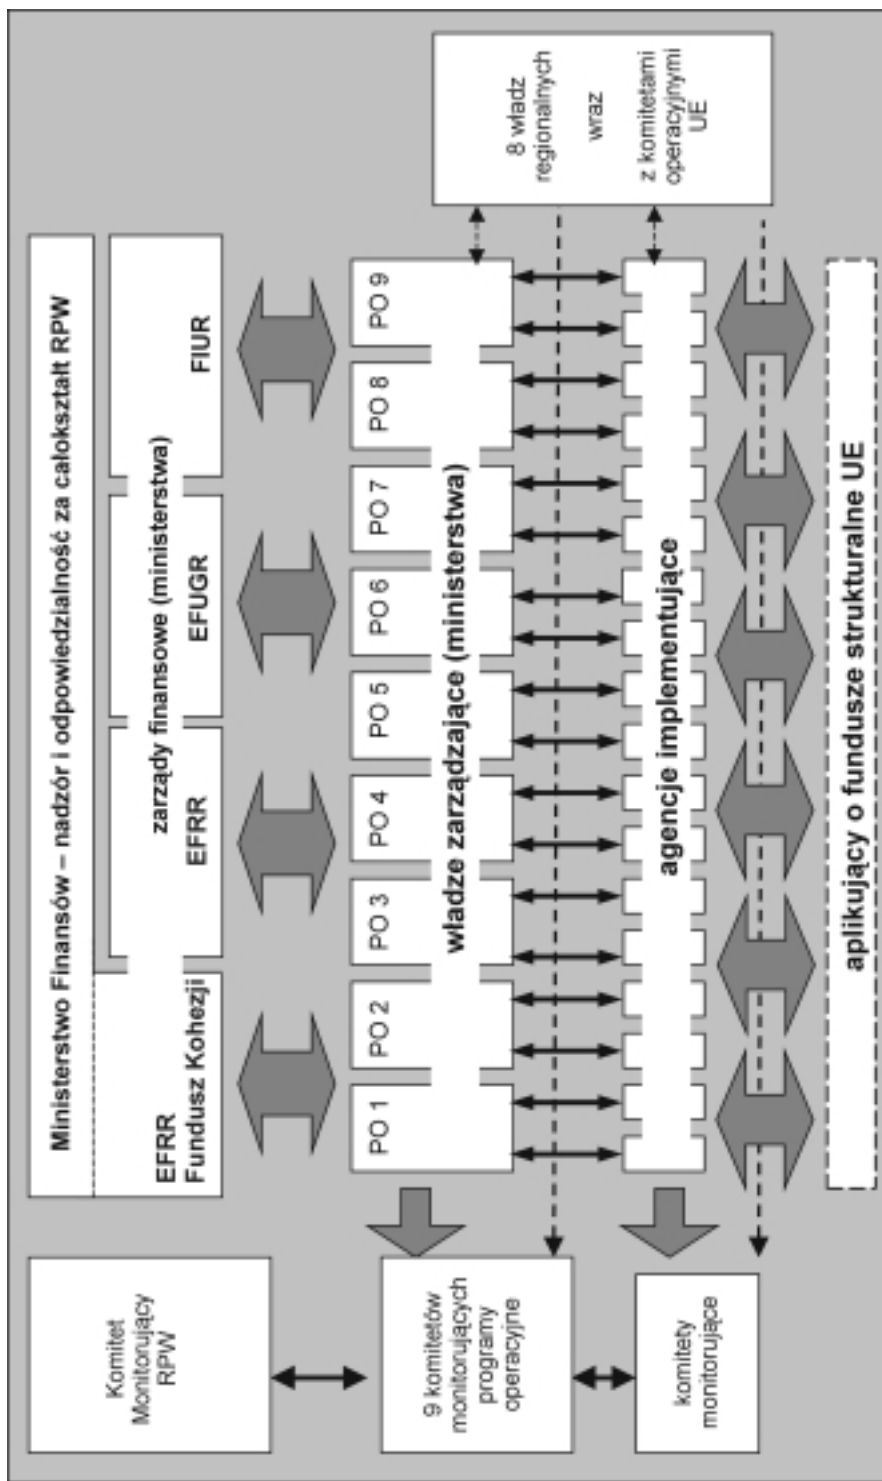 Ministerstwo Finansów – nadzór i odpowiedzialność za całokształt RPW
zarządy finansowe (ministerstwa)
EFRR
Fundusz Kohezji
EFRR
EFUGR
FIUR
Komitet
Monitorujący
RPW
PO 1
PO 2
PO 3
PO 4
PO 5
PO 6
PO 7
PO 8
PO 9
władze zarządzające (ministerstwa)
9 komitetów
monitorujących
programy
operacyjne
8 władz
regionalnych
wraz
z komitetami
operacyjnymi
UE
agencje implementujące
komitety
monitorujące
aplikujący o fundusze strukturalne UE